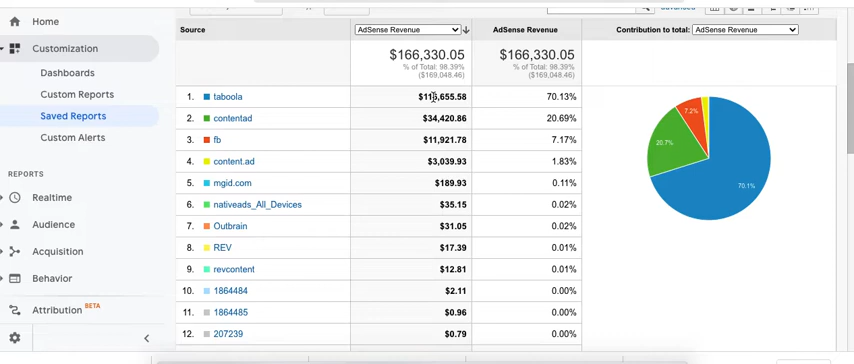 Home
Customization
Dashboards
Custom Reports
Saved Reports
Custom Alerts
REPORTS
Realtime
Audience
Acquisition
Behavior
Attribution BETA
Source AdSense Revenue AdSense Revenue Contribution to total: AdSense Revenue
$166,330.05 $166,330.05
% of Total: 98.39% % of Total: 98.39%
($169,048.46) ($169,048.46)
1. taboola 70.13%
2. contentad $34,420.86 20.69%
3. fb $11,921.78 7.17%
4. content.ad $3,039.93 1.83%
5. mgid.com $189.93 0.11%
6. nativeads_All_Devices $35.15 0.02%
7. Outbrain $31.05 0.02%
8. REV $17.39 0.01%
9. revcontent $12.81 0.01%
10. 1864484 $2.11 0.00%
11. 1864485 $0.96 0.00%
12. 207239 $0.79 0.00%
7.2%
20.7%
70.1%